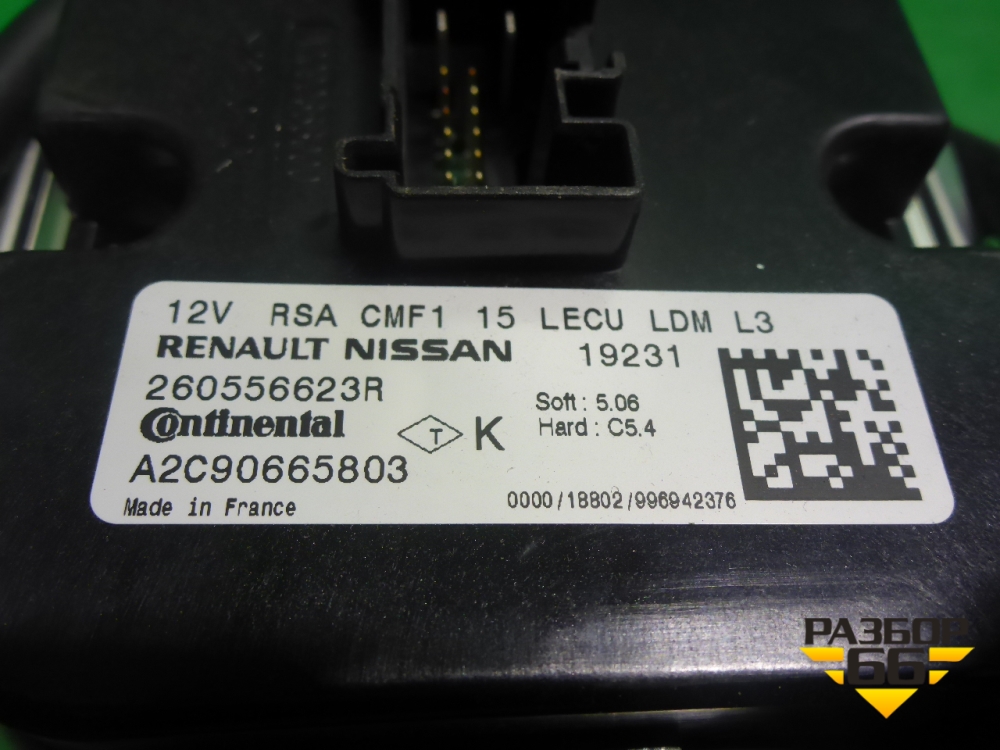 12V RSA CMF1 15 LECU LDM L3
RENAULT NISSAN 19231
260556623R
Soft : 5.06
Continental T K Hard : C5.4
A2C90665803
Made in France 0000/18802/996942376
РАЗБОР
66